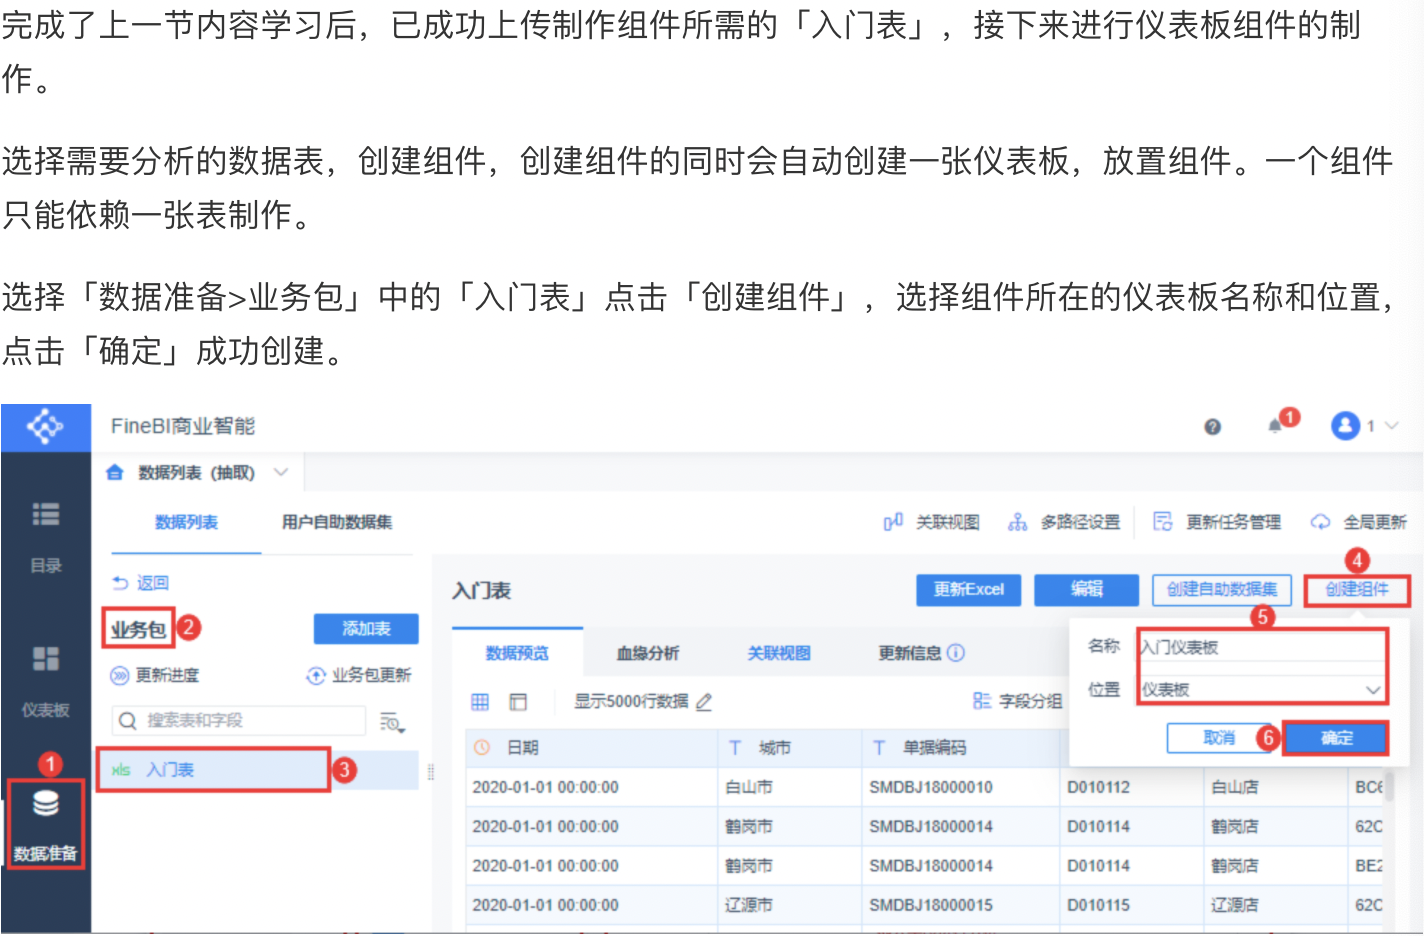 完成了上一节内容学习后，已成功上传制作组件所需的「入门表」，接下来进行仪表板组件的制
作。
选择需要分析的数据表，创建组件，创建组件的同时会自动创建一张仪表板，放置组件。一个组件
只能依赖一张表制作。
选择「数据准备>业务包」中的「入门表」点击「创建组件」，选择组件所在的仪表板名称和位置，
点击「确定」成功创建。
FineBI商业智能
1
1
数据列表 (抽取)
目录
仪表板
1
数据准备
数据列表 用户自助数据集
关联视图 多路径设置 更新任务管理 全局更新
返回
业务包 2 添加表
更新进度 业务包更新
搜索表和字段
xls 入门表 3
4
入门表 更新Excel 编辑 创建自助数据集 创建组件
5
名称 入门仪表板
位置 仪表板
取消 6 确定
数据预览 血缘分析 关联视图 更新信息
显示5000行数据 字段分组
日期 T 城市 T 单据编码
2020-01-01 00:00:00 白山市 SMDBJ18000010 D010112 白山店 BC6
2020-01-01 00:00:00 鹤岗市 SMDBJ18000014 D010114 鹤岗店 62C
2020-01-01 00:00:00 鹤岗市 SMDBJ18000014 D010114 鹤岗店 BE2
2020-01-01 00:00:00 辽源市 SMDBJ18000015 D010115 辽源店 62C